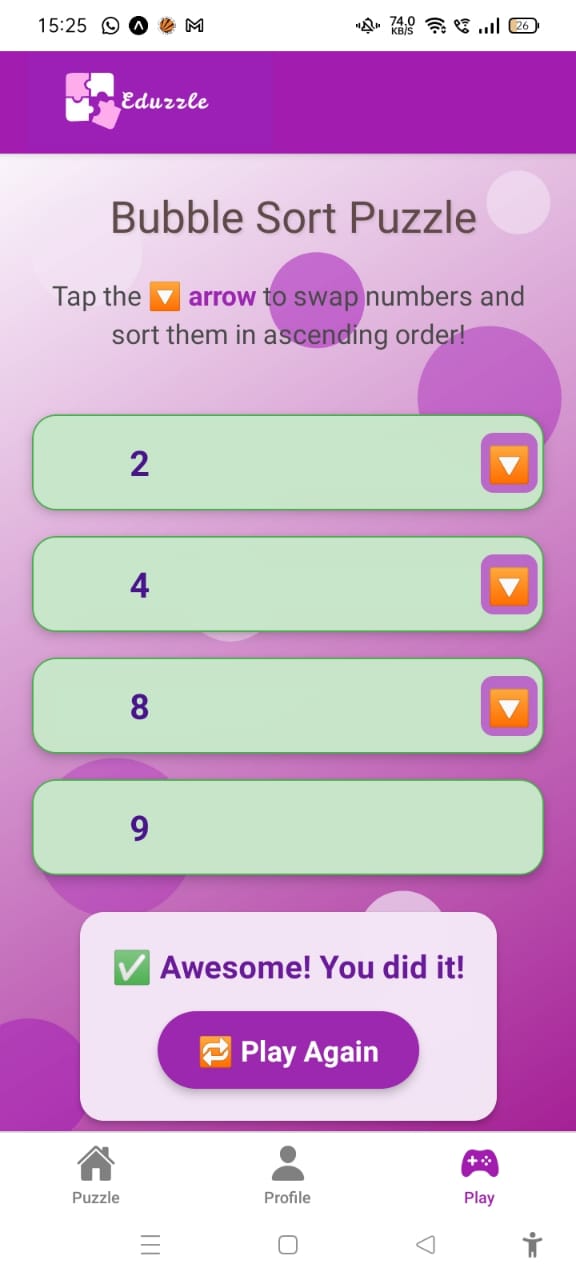 15:25 74.0 KB/S 26
Eduzzle
Bubble Sort Puzzle
Tap the 🔽 arrow to swap numbers and
sort them in ascending order!
2
4
8
9
✅ Awesome! You did it!
🔁 Play Again
Puzzle Profile Play